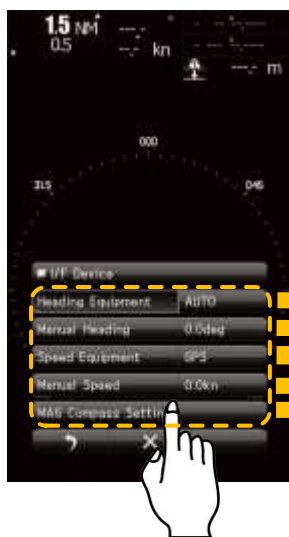 1.5 NM
0.5
--.- kn
---.- m
000
315
045
I/F Device
Heading Equipment AUTO
Manual Heading 0.0deg
Speed Equipment GPS
Manual Speed 0.0kn
MAG Compass Settin